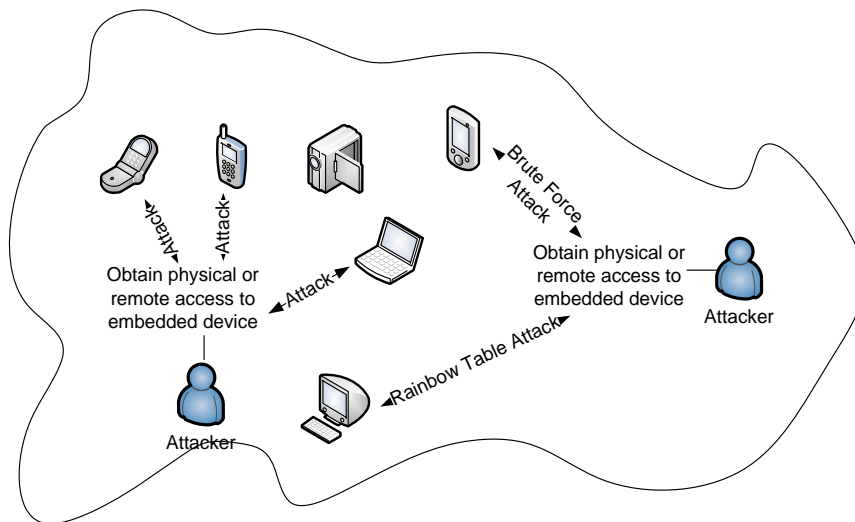 Brute Force
Attack
Attack
Attack
Obtain physical or
remote access to
embedded device
Attack
Obtain physical or
remote access to
embedded device
Attacker
Rainbow Table Attack
Attacker